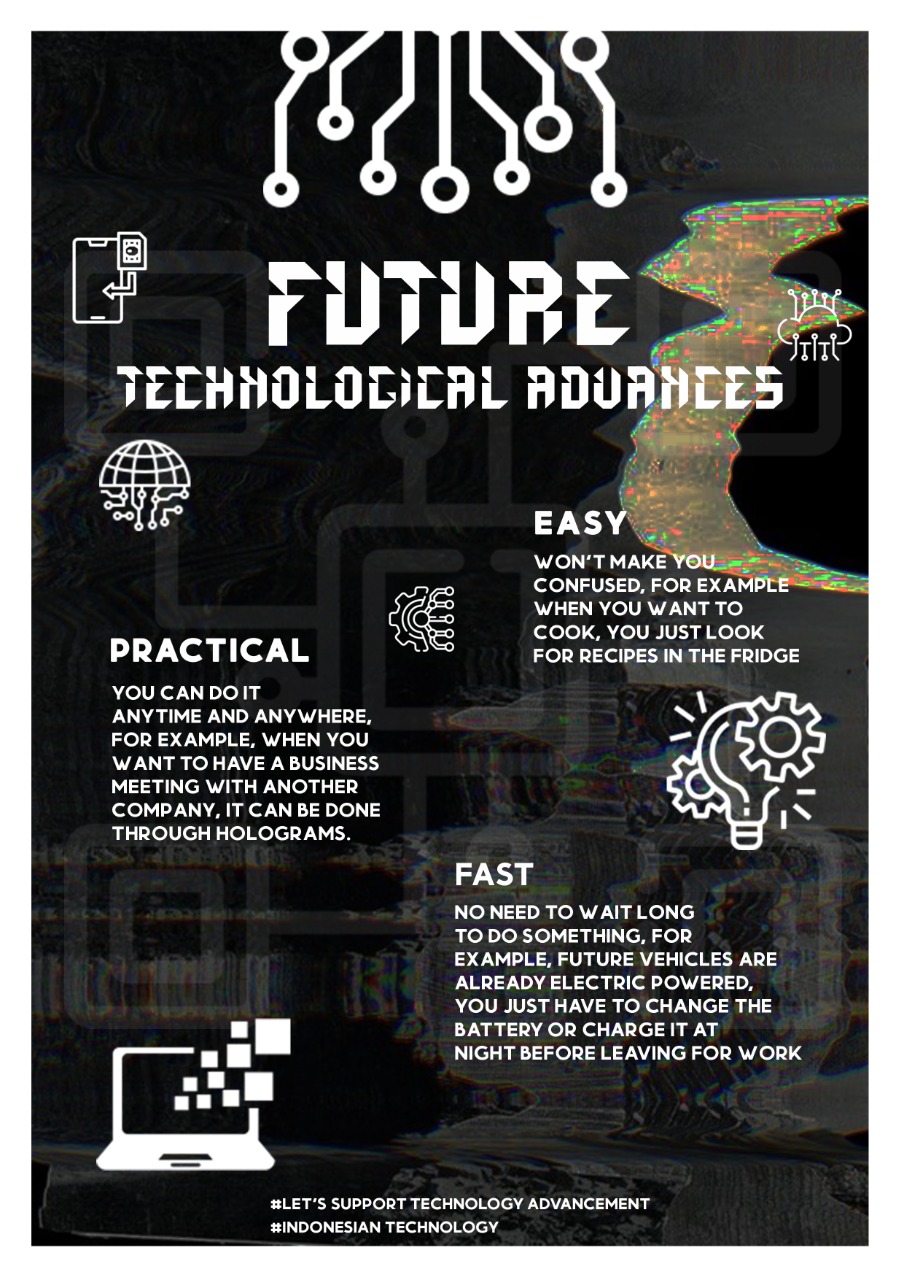 FUTURE
TECHNOLOGICAL ADVANCES
EASY
WON'T MAKE YOU
CONFUSED, FOR EXAMPLE
WHEN YOU WANT TO
COOK, YOU JUST LOOK
FOR RECIPES IN THE FRIDGE
PRACTICAL
YOU CAN DO IT
ANYTIME AND ANYWHERE,
FOR EXAMPLE, WHEN YOU
WANT TO HAVE A BUSINESS
MEETING WITH ANOTHER
COMPANY, IT CAN BE DONE
THROUGH HOLOGRAMS.
FAST
NO NEED TO WAIT LONG
TO DO SOMETHING, FOR
EXAMPLE, FUTURE VEHICLES ARE
ALREADY ELECTRIC POWERED,
YOU JUST HAVE TO CHANGE THE
BATTERY OR CHARGE IT AT
NIGHT BEFORE LEAVING FOR WORK
#LET'S SUPPORT TECHNOLOGY ADVANCEMENT
#INDONESIAN TECHNOLOGY